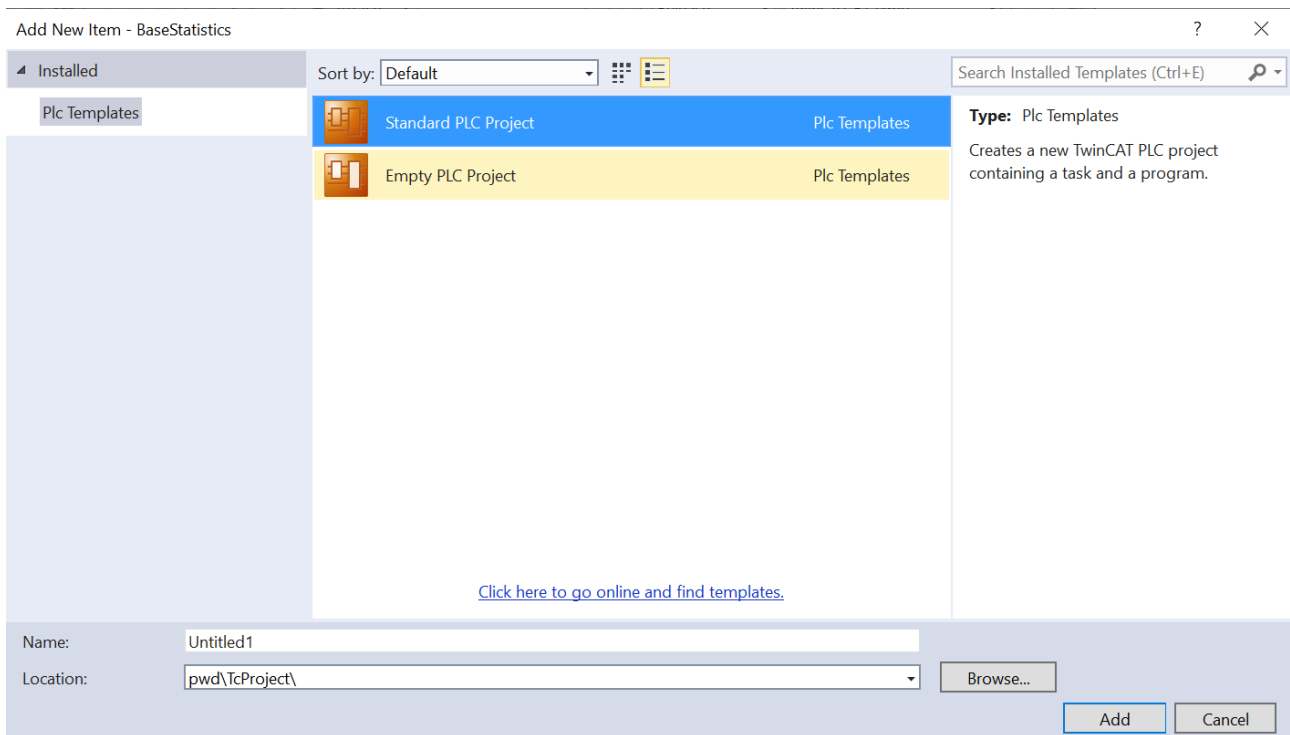 Add New Item - BaseStatistics
?
Installed
Sort by: Default
Search Installed Templates (Ctrl+E)
Plc Templates
Standard PLC Project Plc Templates
Empty PLC Project Plc Templates
Type: Plc Templates
Creates a new TwinCAT PLC project
containing a task and a program.
Click here to go online and find templates.
Name: Untitled1
Location: pwd\TcProject\
Browse...
Add
Cancel